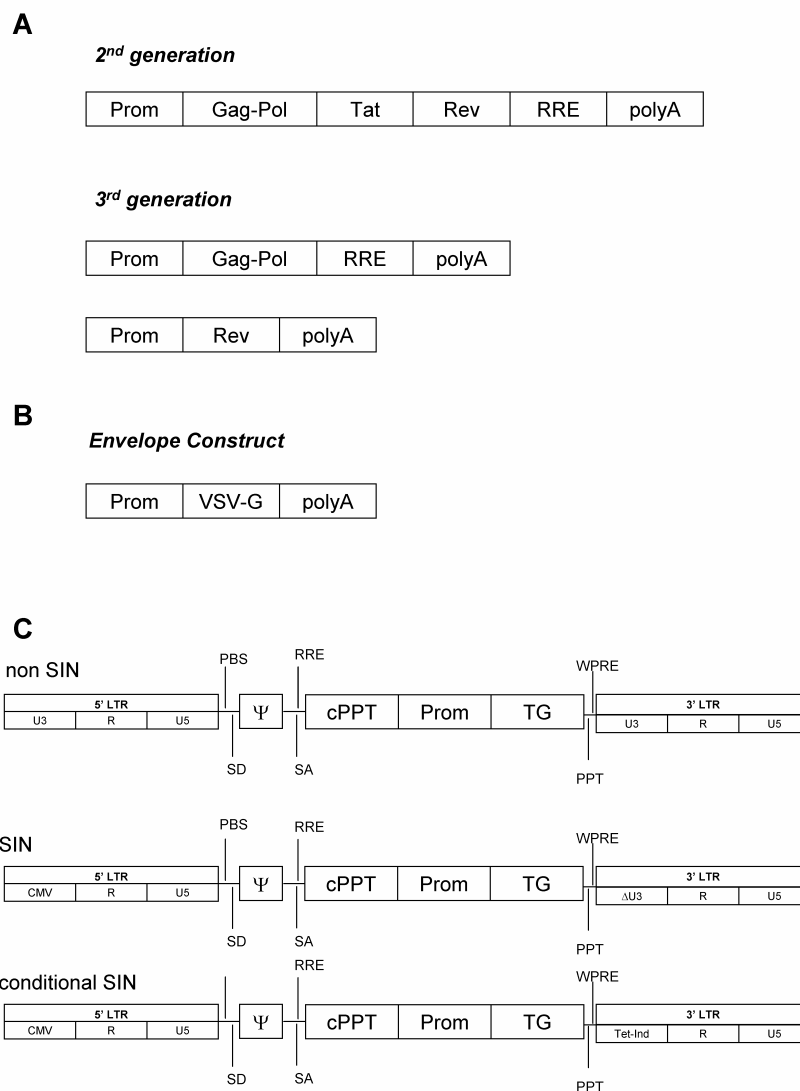 A
2nd generation
Prom Gag-Pol Tat Rev RRE polyA
3rd generation
Prom Gag-Pol RRE polyA
Prom Rev polyA
B
Envelope Construct
Prom VSV-G polyA
C
non SIN
PBS RRE WPRE
5’ LTR
U3 R U5
Ψ cPPT Prom TG
3’ LTR
U3 R U5
SD SA PPT
SIN
PBS RRE WPRE
5’ LTR
CMV R U5
Ψ cPPT Prom TG
3’ LTR
ΔU3 R U5
SD SA PPT
conditional SIN
RRE WPRE
5’ LTR
CMV R U5
Ψ cPPT Prom TG
3’ LTR
Tet-Ind R U5
SD SA PPT